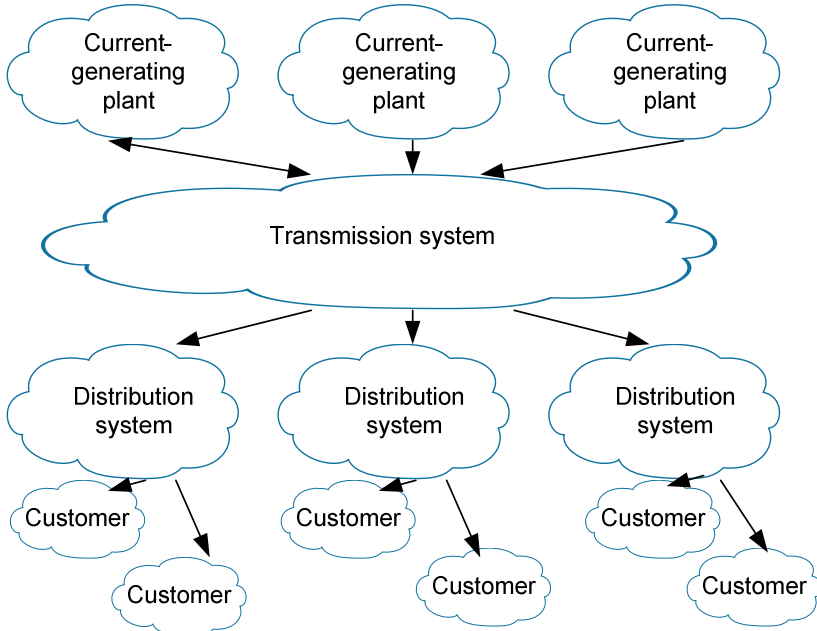 Current-
generating
plant
Current-
generating
plant
Current-
generating
plant
Transmission system
Distribution
system
Distribution
system
Distribution
system
Customer
Customer
Customer
Customer
Customer
Customer